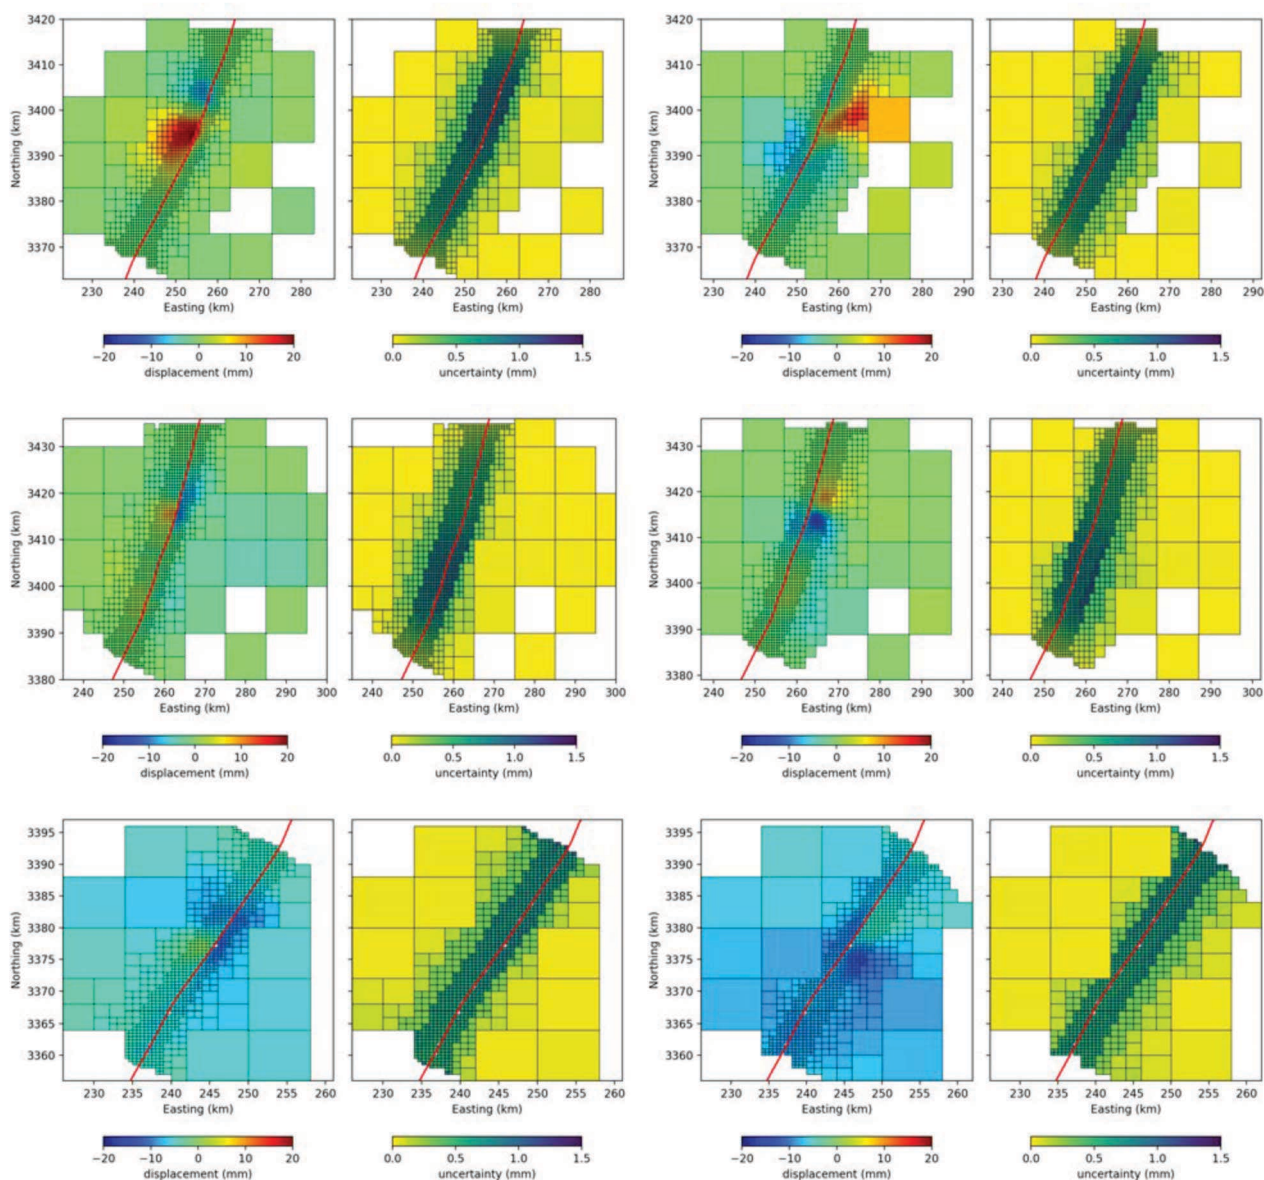 3420
3410
3400
3390
3380
3370
Northing (km)
230 240 250 260 270 280
Easting (km)
230 240 250 260 270 280
Easting (km)
−20 −10 0 10 20
displacement (mm)
0.0 0.5 1.0 1.5
uncertainty (mm)
3420
3410
3400
3390
3380
3370
Northing (km)
230 240 250 260 270 280 290
Easting (km)
230 240 250 260 270 280 290
Easting (km)
−20 −10 0 10 20
displacement (mm)
0.0 0.5 1.0 1.5
uncertainty (mm)
3430
3420
3410
3400
3390
3380
Northing (km)
240 250 260 270 280 290 300
Easting (km)
240 250 260 270 280 290 300
Easting (km)
−20 −10 0 10 20
displacement (mm)
0.0 0.5 1.0 1.5
uncertainty (mm)
3430
3420
3410
3400
3390
3380
Northing (km)
240 250 260 270 280 290 300
Easting (km)
240 250 260 270 280 290 300
Easting (km)
−20 −10 0 10 20
displacement (mm)
0.0 0.5 1.0 1.5
uncertainty (mm)
3395
3390
3385
3380
3375
3370
3365
3360
Northing (km)
230 235 240 245 250 255 260
Easting (km)
230 235 240 245 250 255 260
Easting (km)
−20 −10 0 10 20
displacement (mm)
0.0 0.5 1.0 1.5
uncertainty (mm)
3395
3390
3385
3380
3375
3370
3365
3360
Northing (km)
230 235 240 245 250 255 260
Easting (km)
230 235 240 245 250 255 260
Easting (km)
−20 −10 0 10 20
displacement (mm)
0.0 0.5 1.0 1.5
uncertainty (mm)